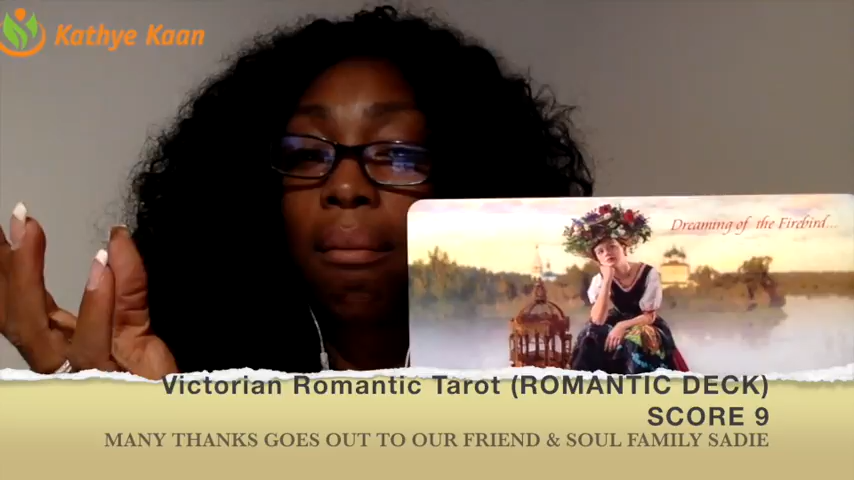 Kathye Kaan
Dreaming of the Firebird...
Victorian Romantic Tarot (ROMANTIC DECK)
SCORE 9
MANY THANKS GOES OUT TO OUR FRIEND & SOUL FAMILY SADIE